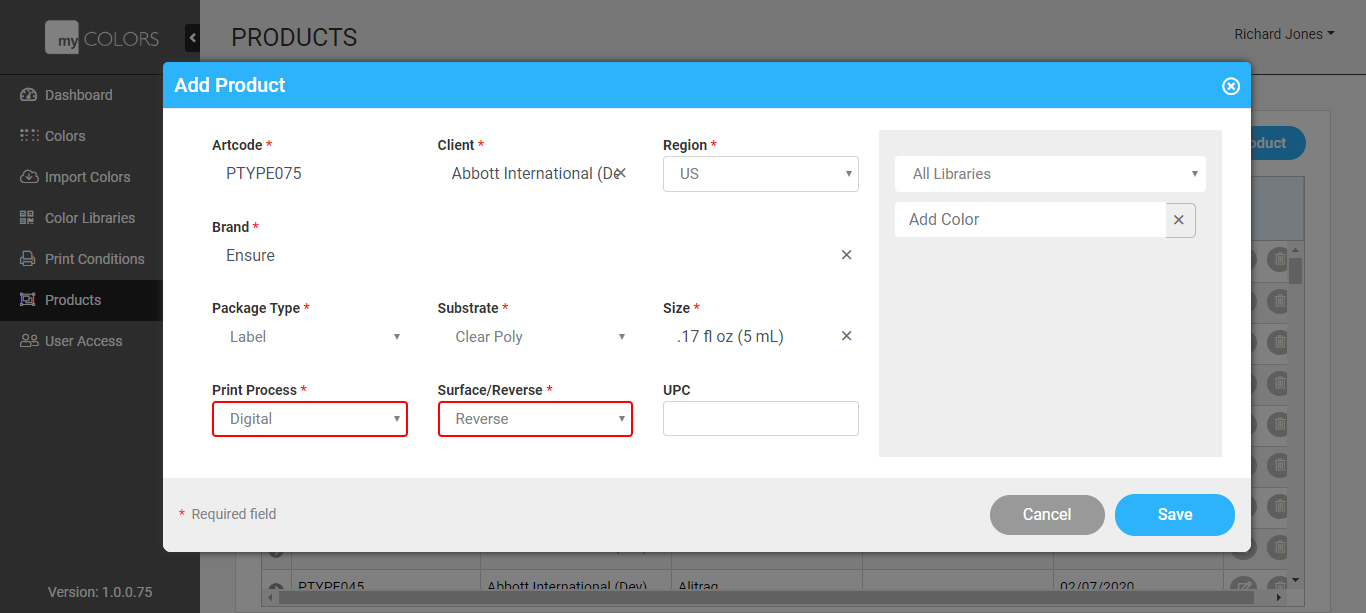 my COLORS
PRODUCTS
Richard Jones
Add Product
Dashboard
Colors
Import Colors
Color Libraries
Print Conditions
Products
User Access
Version: 1.0.0.75
Artcode *
PTYPE075
Client *
Abbott International (De
Region *
US
Brand *
Ensure
Package Type *
Label
Substrate *
Clear Poly
Size *
.17 fl oz (5 mL)
Print Process *
Digital
Surface/Reverse *
Reverse
UPC
All Libraries
Add Color
oduct
* Required field
Cancel
Save
PTYPE045 Abbott International (Dev) Alitraq 02/07/2020